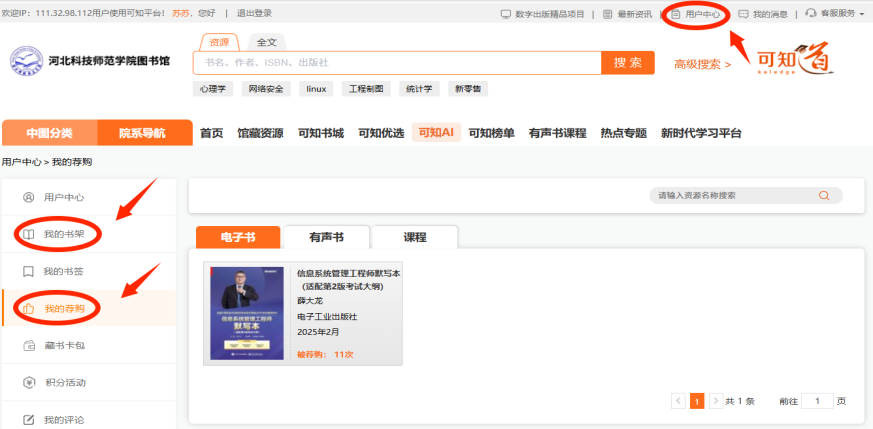 欢迎IP：111.32.98.112用户使用可知平台！ 苏苏，您好 | 退出登录
数字出版精品项目 | 最新资讯 | 用户中心 我的消息 | 客服服务
资源 全文
河北科技师范学院图书馆
书名、作者、ISBN、出版社 搜索
高级搜索 >
可知
keledge
心理学 网络安全 linux 工程制图 统计学 新零售
中图分类 院系导航 首页 馆藏资源 可知书城 可知优选 可知AI 可知榜单 有声书课程 热点专题 新时代学习平台
用户中心 > 我的荐购
用户中心
我的书架
我的书签
我的荐购
藏书卡包
积分活动
我的评论
请输入资源名称搜索
电子书 有声书 课程
信息系统管理工程师
默写本
信息系统管理工程师默写本
（适配第2版考试大纲）
薛大龙
电子工业出版社
2025年2月
被荐购： 11次
< 1 > 共 1 条 前往 1 页